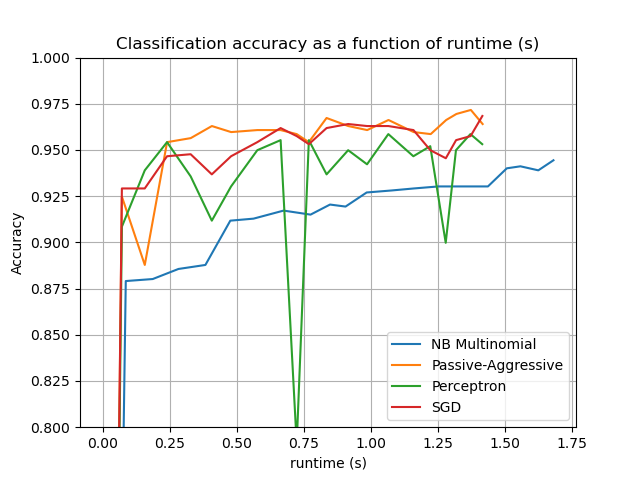 Classification accuracy as a function of runtime (s)
1.000
0.975
0.950
0.925
0.900
0.875
0.850
0.825
0.800
Accuracy
NB Multinomial
Passive-Aggressive
Perceptron
SGD
0.00 0.25 0.50 0.75 1.00 1.25 1.50 1.75
runtime (s)